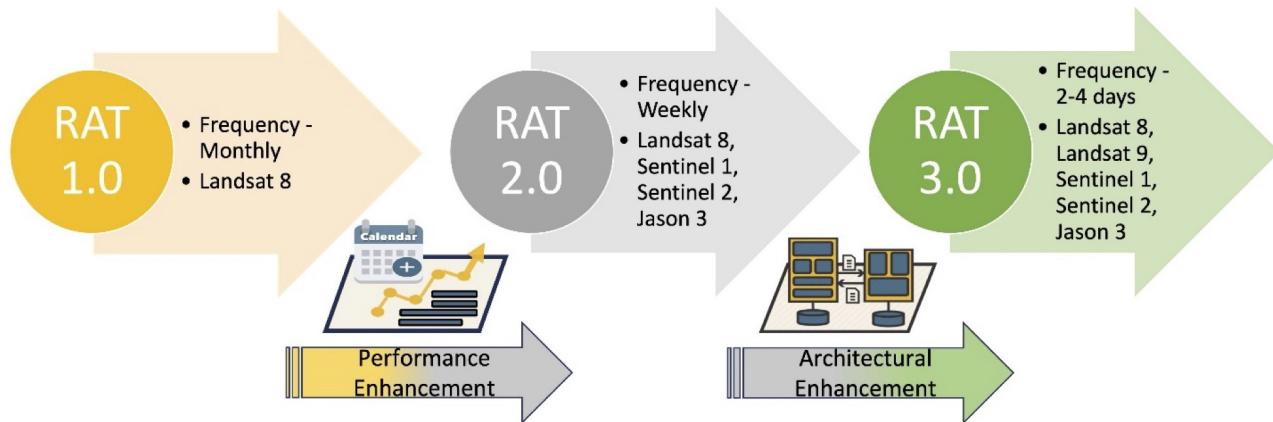 RAT
1.0
• Frequency -
Monthly
• Landsat 8
RAT
2.0
• Frequency -
Weekly
• Landsat 8,
Sentinel 1,
Sentinel 2,
Jason 3
RAT
3.0
• Frequency -
2-4 days
• Landsat 8,
Landsat 9,
Sentinel 1,
Sentinel 2,
Jason 3
Calendar
Performance
Enhancement
Architectural
Enhancement